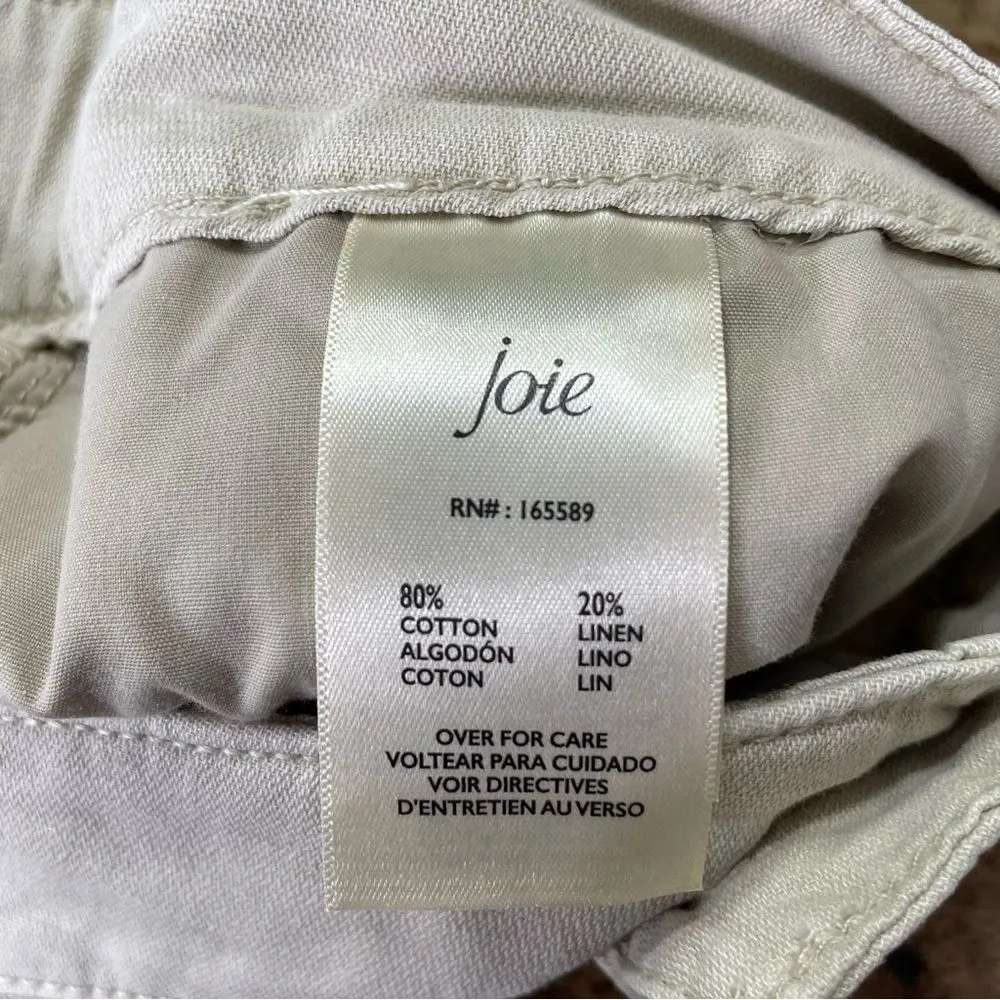 joie
RN# : 165589
80%
COTTON
ALGODÓN
COTON
20%
LINEN
LINO
LIN
OVER FOR CARE
VOLTEAR PARA CUIDADO
VOIR DIRECTIVES
D'ENTRETIEN AU VERSO